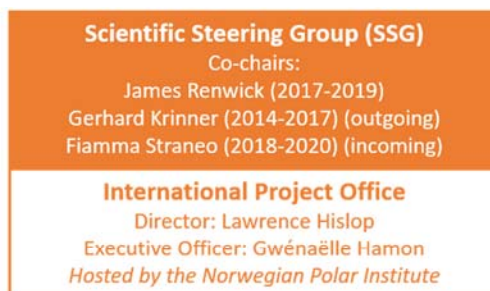 Scientific Steering Group (SSG)
Co-chairs:
James Renwick (2017-2019)
Gerhard Krinner (2014-2017) (outgoing)
Fiamma Straneo (2018-2020) (incoming)
International Project Office
Director: Lawrence Hislop
Executive Officer: Gwénaëlle Hamon
Hosted by the Norwegian Polar Institute